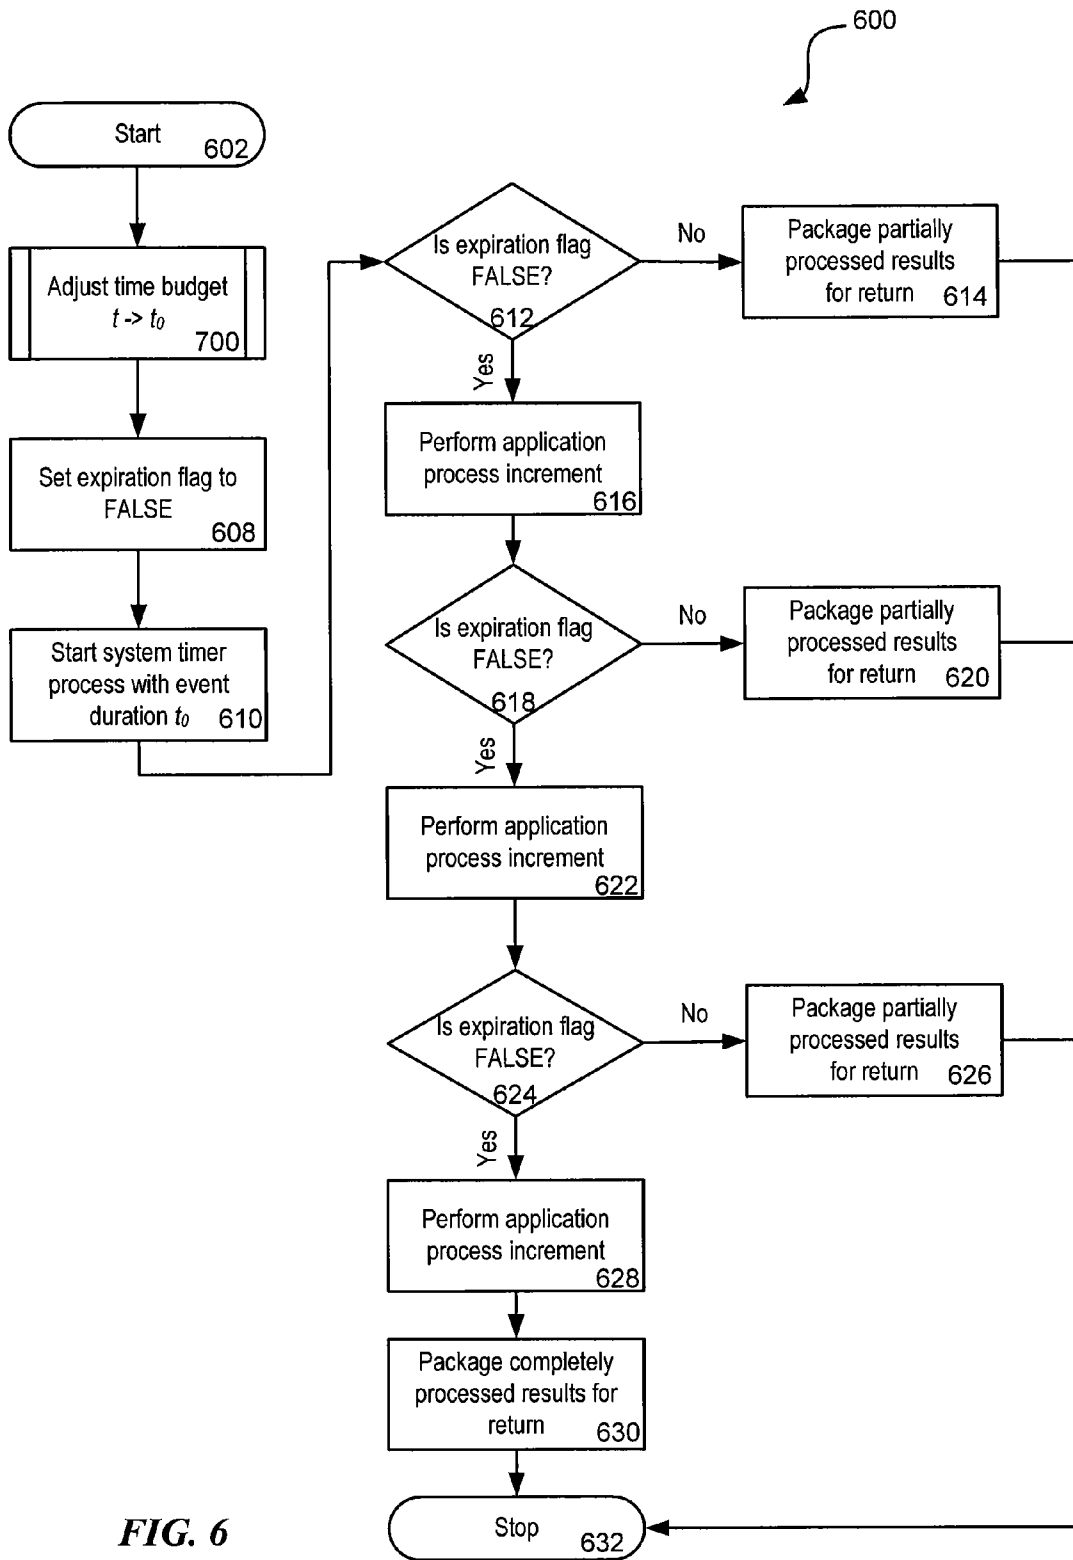 600
Start
602
Adjust time budget
t -> t0
700
Set expiration flag to
FALSE
608
Start system timer
process with event
duration t0
610
Is expiration flag
FALSE?
612
No
Package partially
processed results
for return
614
Yes
Perform application
process increment
616
Is expiration flag
FALSE?
618
No
Package partially
processed results
for return
620
Yes
Perform application
process increment
622
Is expiration flag
FALSE?
624
No
Package partially
processed results
for return
626
Yes
Perform application
process increment
628
Package completely
processed results for
return
630
Stop
632
FIG. 6